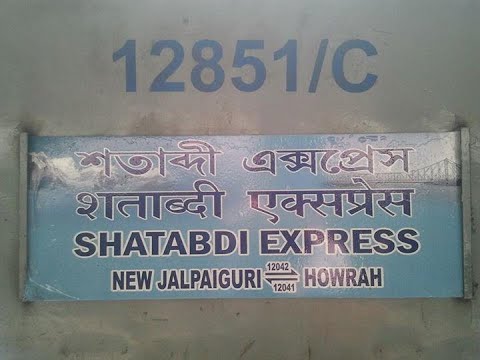 12851/C
শতাব্দী এক্সপ্রেস
शताब्दी एक्सप्रेस
SHATABDI EXPRESS
NEW JALPAIGURI 12042 12041 HOWRAH